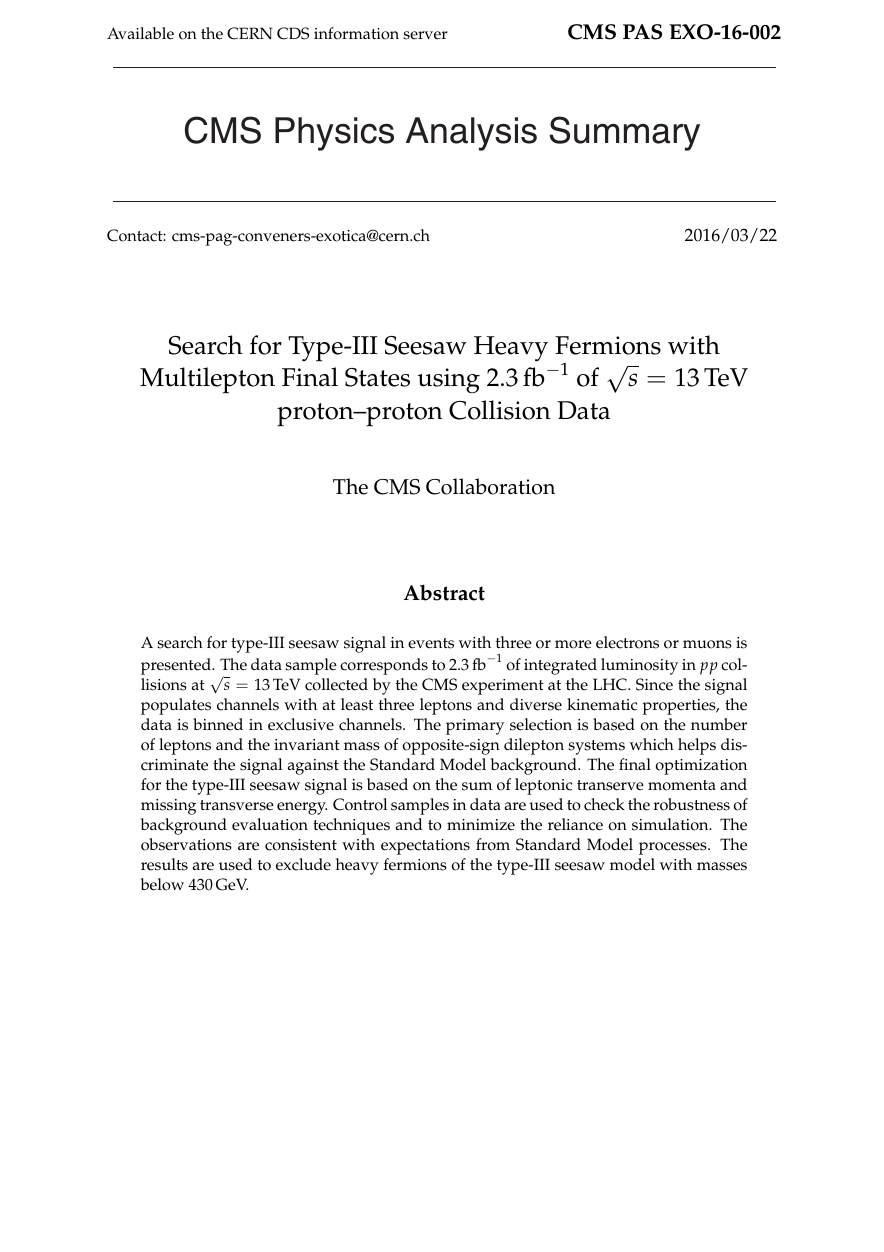 Available on the CERN CDS information server CMS PAS EXO-16-002
CMS Physics Analysis Summary
Contact: cms-pag-conveners-exotica@cern.ch 2016/03/22
Search for Type-III Seesaw Heavy Fermions with
Multilepton Final States using 2.3 fb⁻¹ of √s = 13 TeV
proton–proton Collision Data
The CMS Collaboration
Abstract
A search for type-III seesaw signal in events with three or more electrons or muons is
presented. The data sample corresponds to 2.3 fb⁻¹ of integrated luminosity in pp col-
lisions at √s = 13 TeV collected by the CMS experiment at the LHC. Since the signal
populates channels with at least three leptons and diverse kinematic properties, the
data is binned in exclusive channels. The primary selection is based on the number
of leptons and the invariant mass of opposite-sign dilepton systems which helps dis-
criminate the signal against the Standard Model background. The final optimization
for the type-III seesaw signal is based on the sum of leptonic transerve momenta and
missing transverse energy. Control samples in data are used to check the robustness of
background evaluation techniques and to minimize the reliance on simulation. The
observations are consistent with expectations from Standard Model processes. The
results are used to exclude heavy fermions of the type-III seesaw model with masses
below 430 GeV.